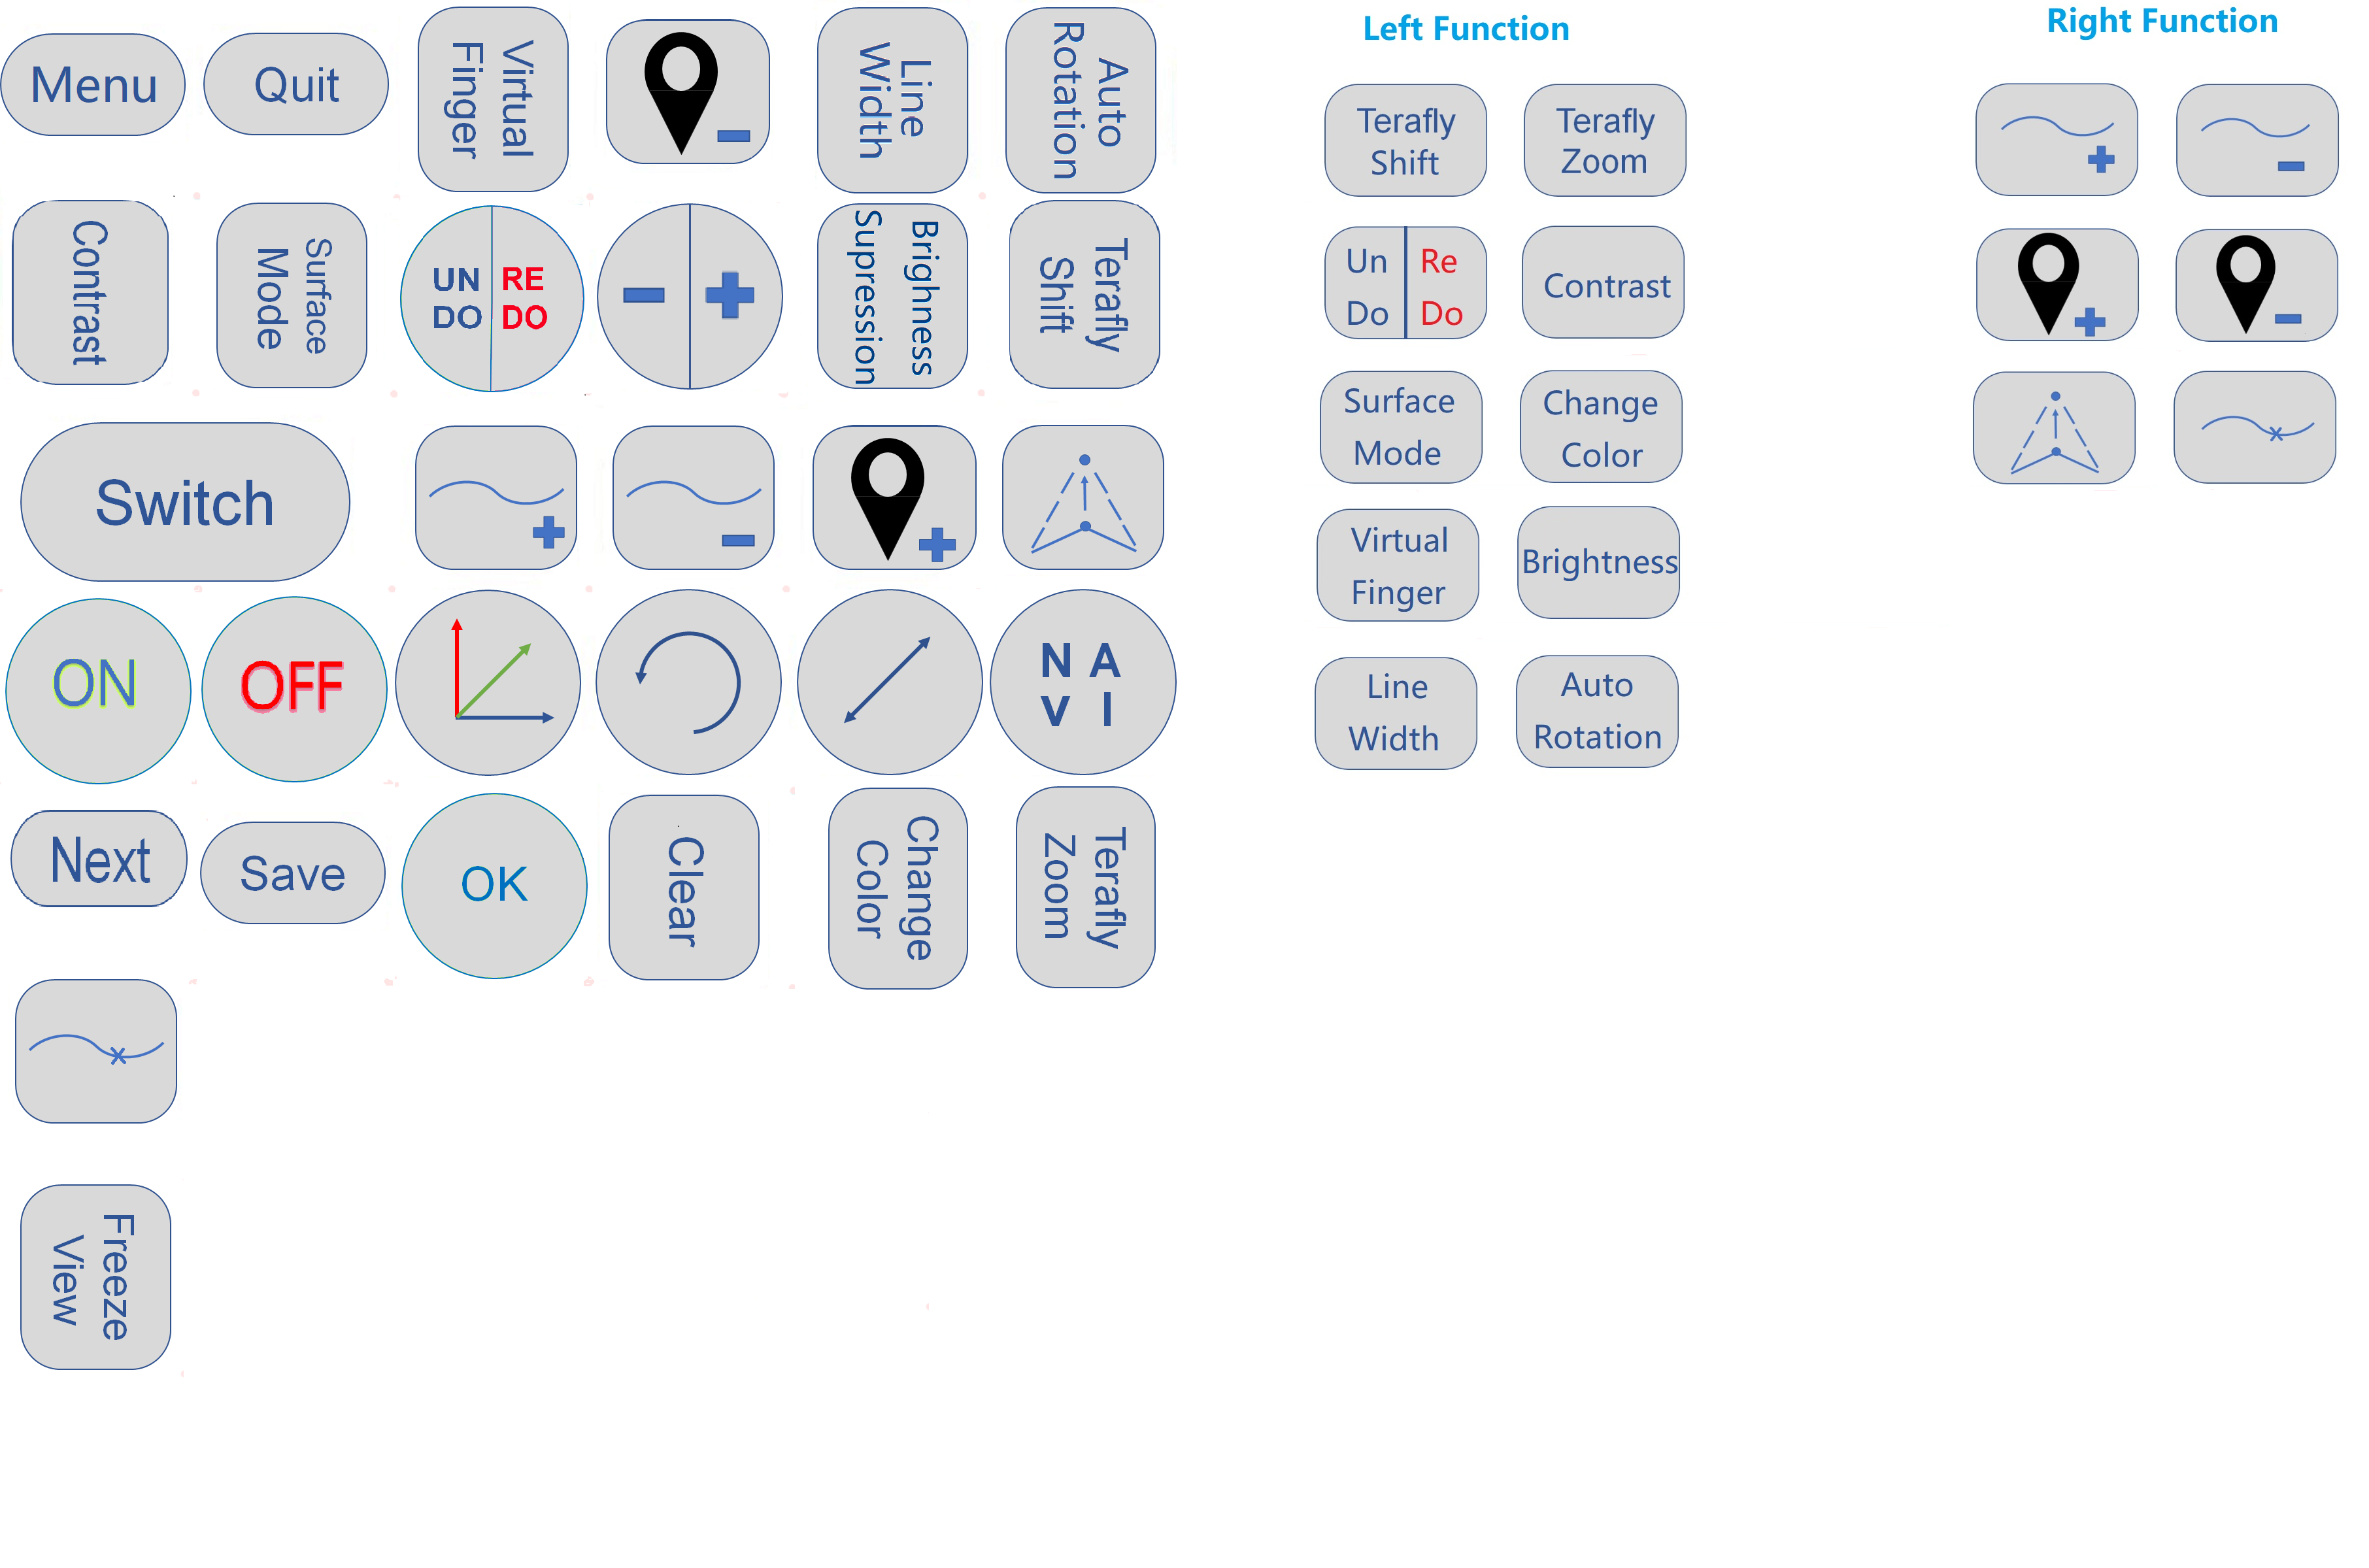 Menu
Quit
Virtual
Finger
Line
Width
Auto
Rotation
Contrast
Surface
Mode
UN
DO
RE
DO
Brighness
Supression
Terafly
Shift
Switch
ON
OFF
N A
V I
Next
Save
OK
Clear
Change
Color
Terafly
Zoom
Freeze
View
Left Function
Terafly
Shift
Terafly
Zoom
Un
Do
Re
Do
Contrast
Surface
Mode
Change
Color
Virtual
Finger
Brightness
Line
Width
Auto
Rotation
Right Function